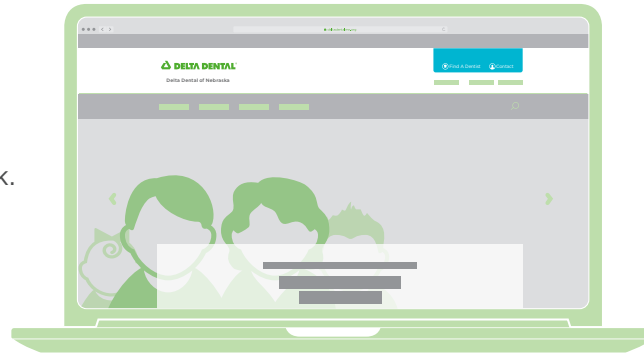 Find A Dentist Contact
DELTA DENTAL
Delta Dental of Nebraska
k.